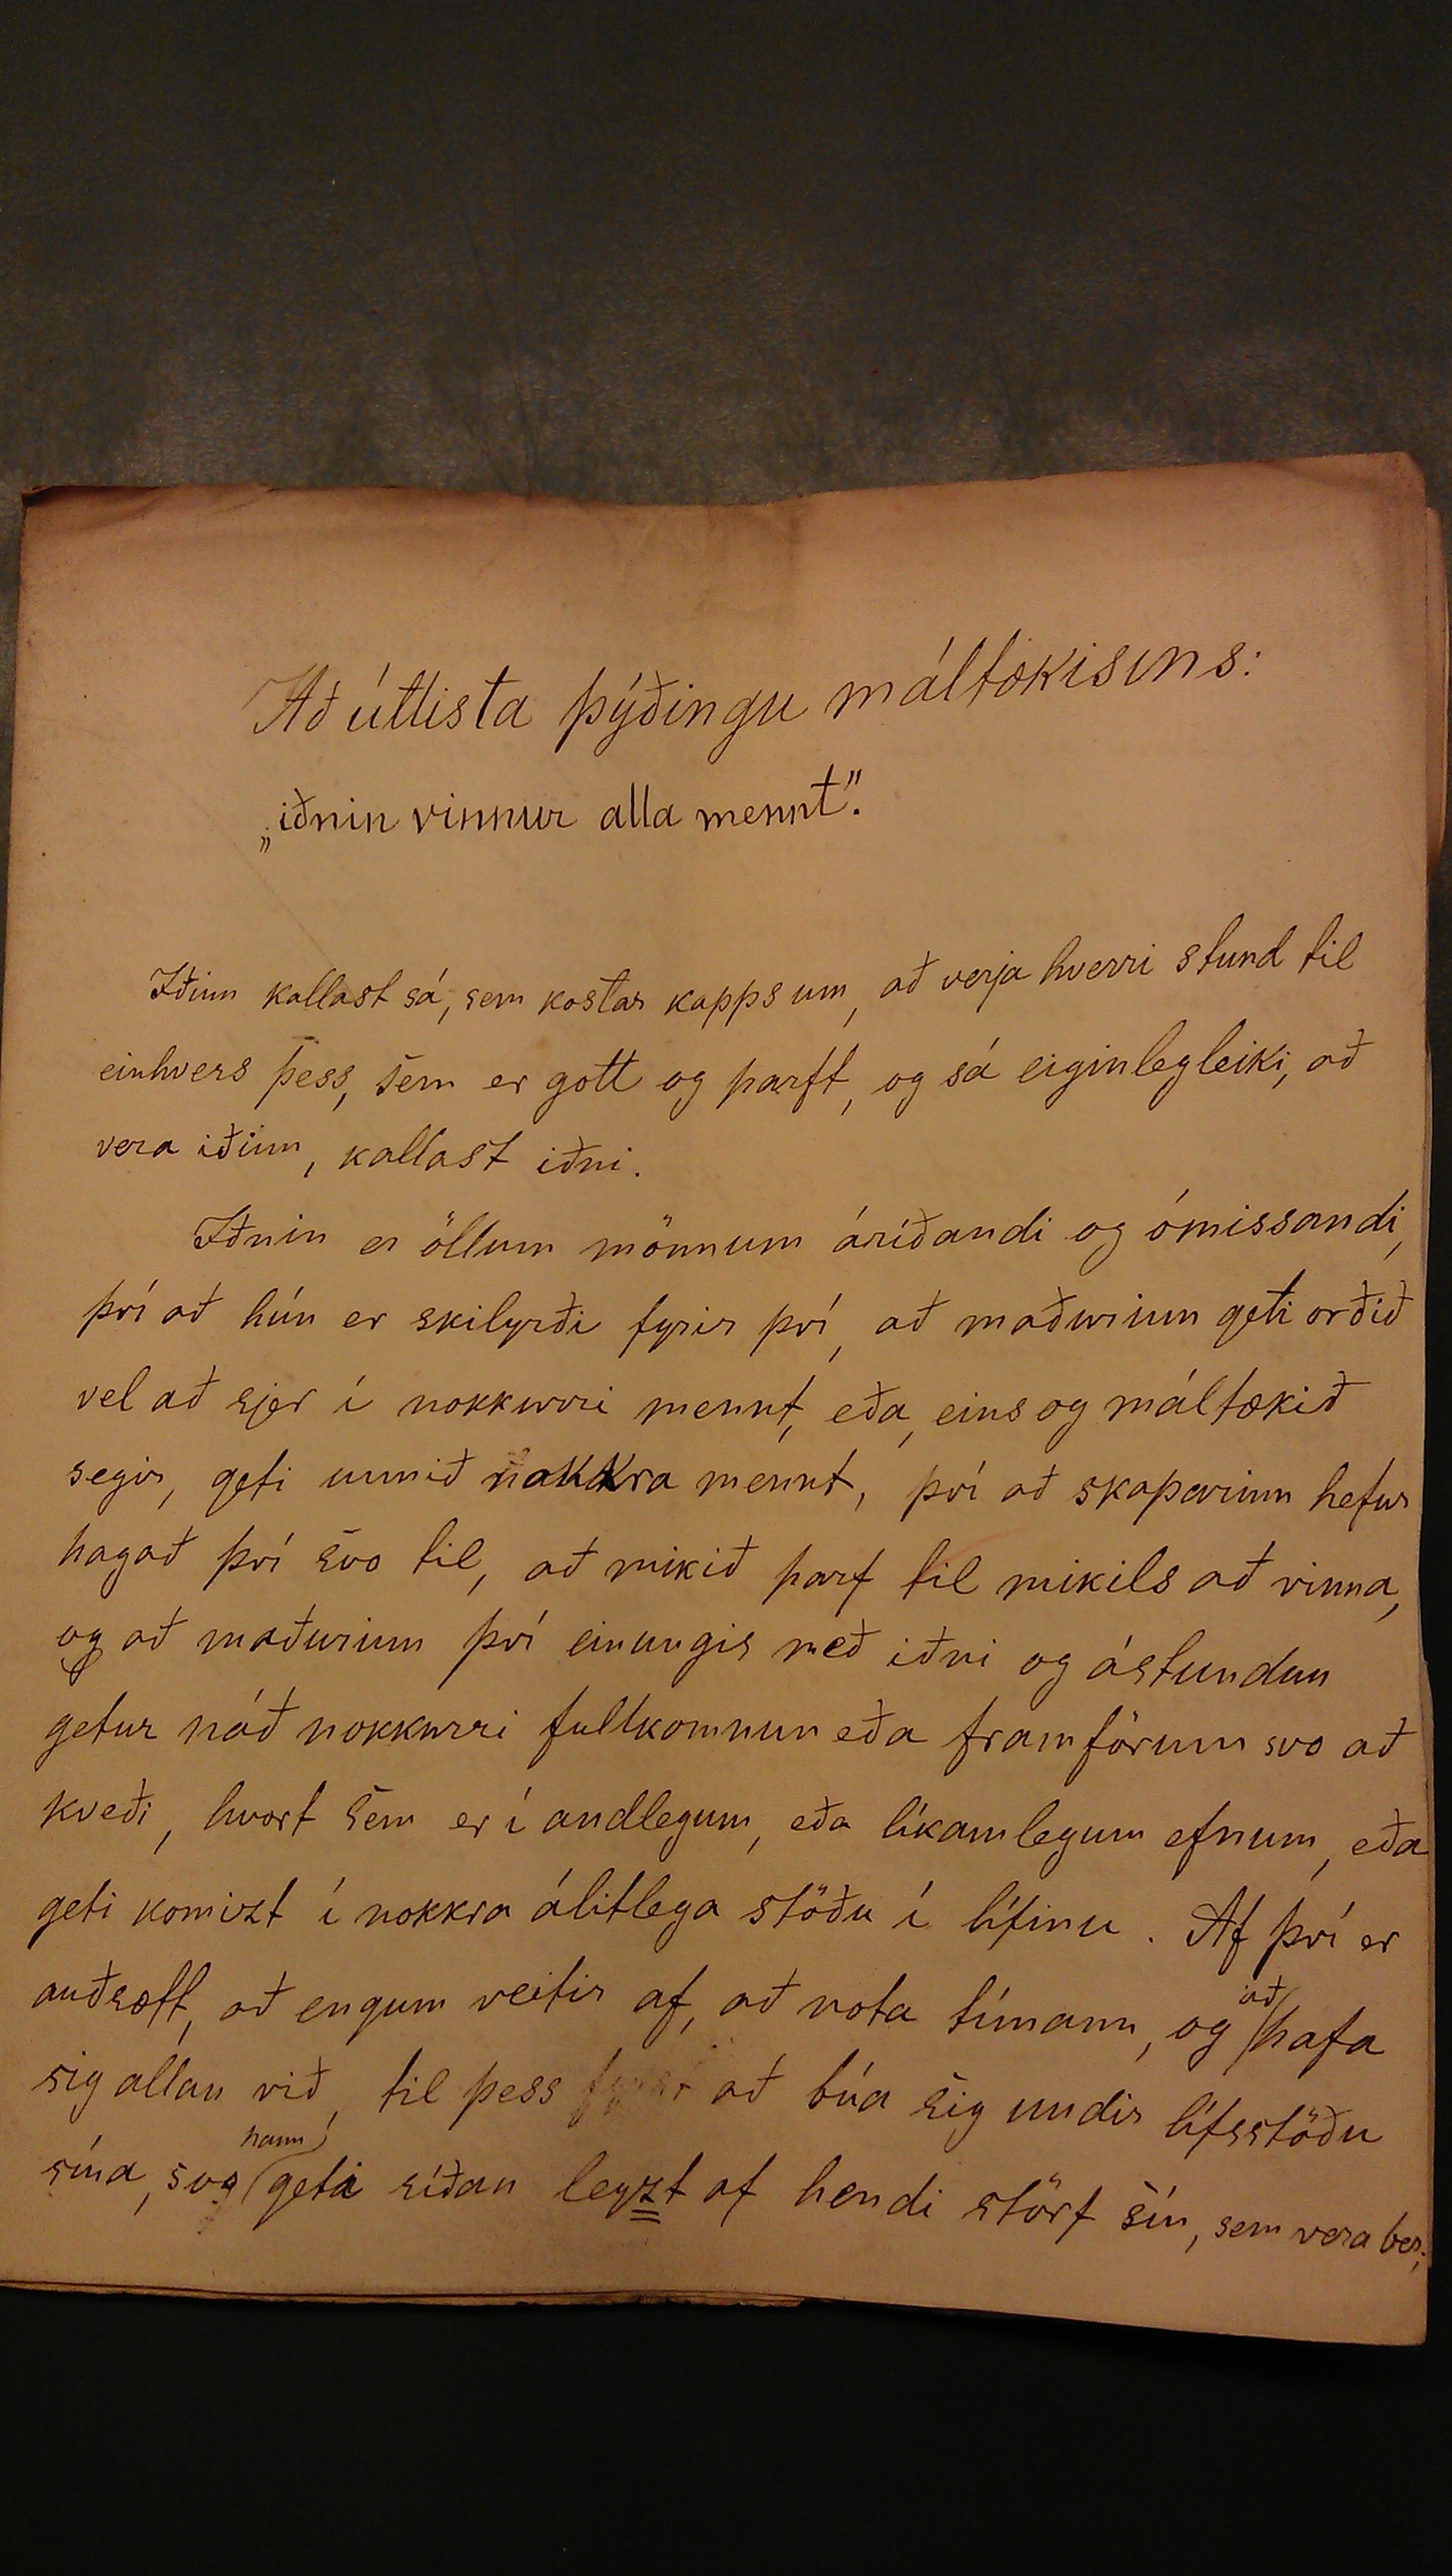 Að útlista þýðingu máltækisins:
„iðnin vinnur alla mennt“.
Iðinn kallast sá, sem kostar kapps um, að verja hverri stund til
einhvers þess, sem er gott og þarft, og sá eiginlegleiki, að
vera iðinn, kallast iðni.
Iðnin er öllum mönnum áríðandi og ómissandi,
því að hún er skilyrði fyrir því, að maðurinn geti orðið
vel að sjer í nokkurri mennt, eða, eins og máltækið
segir, geti unnið nokkra mennt, því að skaparinn hefur
hagað því svo til, að mikið þarf til mikils að vinna,
og að maðurinn því einungis með iðni og ástundun
getur náð nokkurri fullkomnun eða framförum svo að
kveði, hvort sem er í andlegum, eða líkamlegum efnum, eða
geti komizt í nokkra álitlega stöðu í lífinu. Af því er
auðsætt, að engum veitir af, að nota tímann, og að hafa
sig allan við, til þess að búa sig undir lífsstöðu
sína, svo hann geti síðan leyzt af hendi störf sín, sem vera ber;